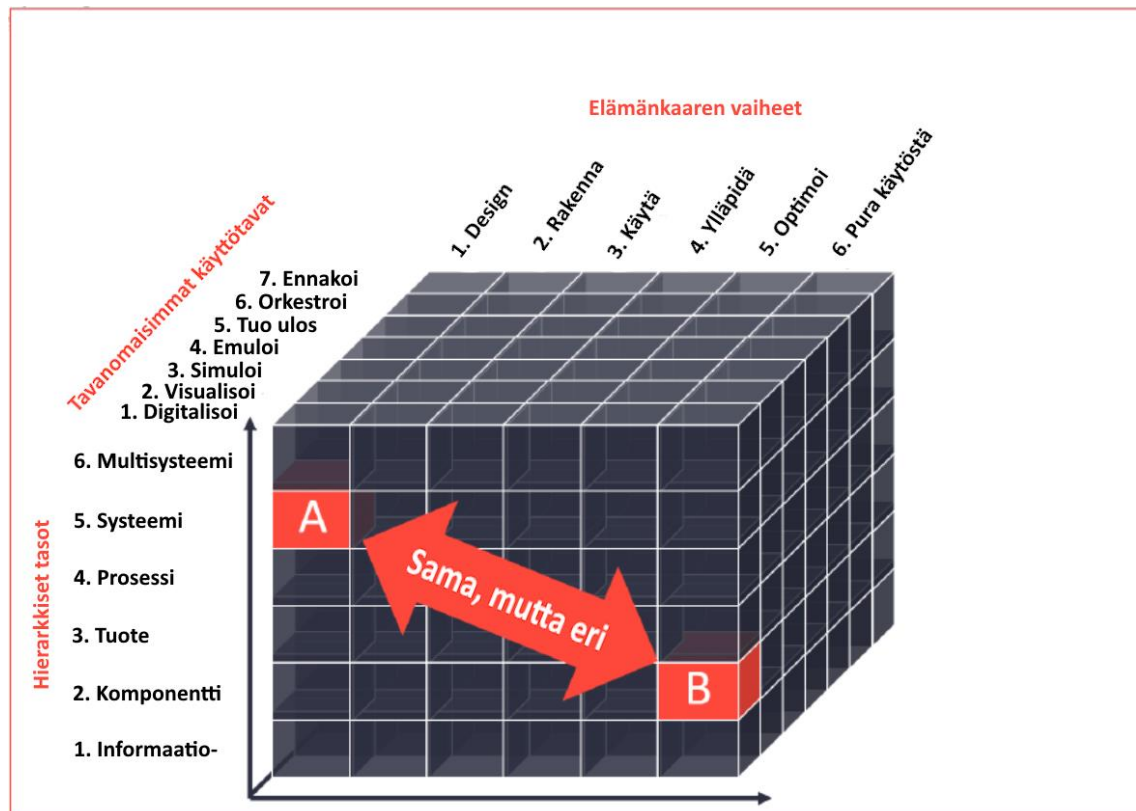 Elämänkaaren vaiheet
1. Design
2. Rakenna
3. Käytä
4. Ylläpidä
5. Optimoi
6. Pura käytöstä
Tavanomaisimmat käyttötavat
7. Ennakoi
6. Orkestroi
5. Tuo ulos
4. Emuloi
3. Simuloi
2. Visualisoi
1. Digitalisoi
Hierarkkiset tasot
6. Multisysteemi
5. Systeemi
4. Prosessi
3. Tuote
2. Komponentti
1. Informaatio-
A
Sama, mutta eri
B